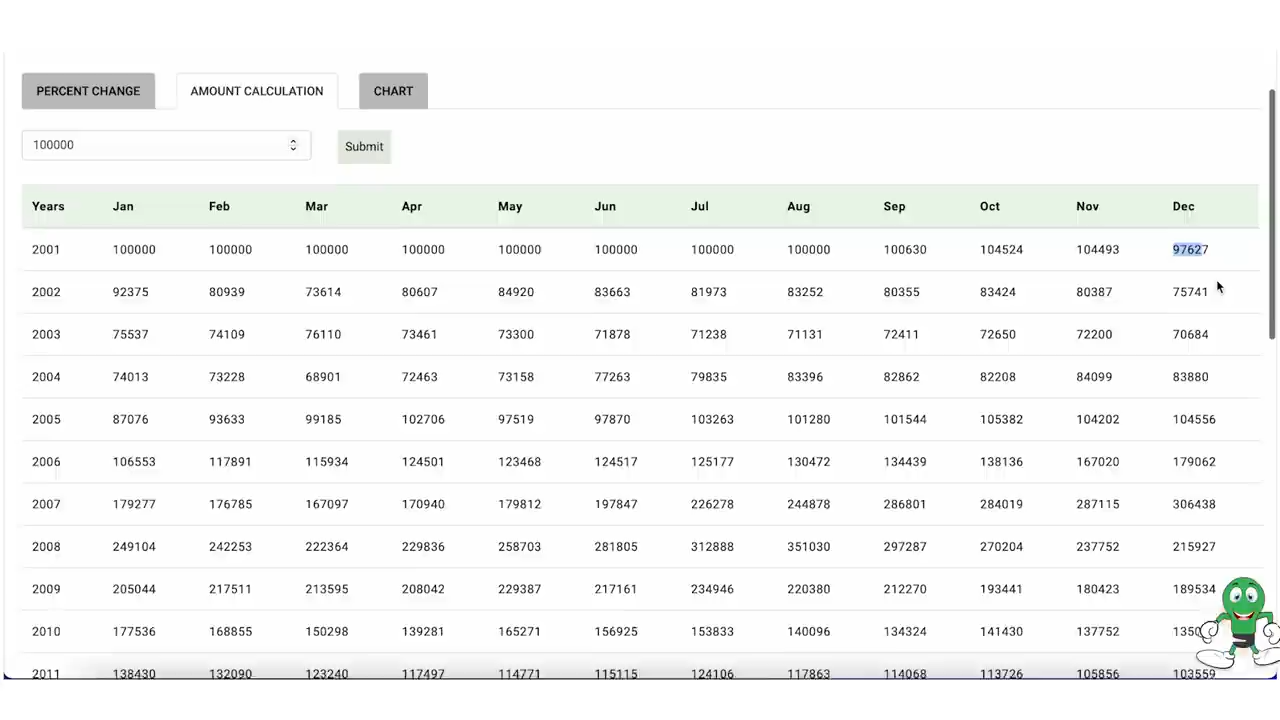 PERCENT CHANGE AMOUNT CALCULATION CHART
100000 Submit
Years Jan Feb Mar Apr May Jun Jul Aug Sep Oct Nov Dec
2001 100000 100000 100000 100000 100000 100000 100000 100000 100630 104524 104493 97627
2002 92375 80939 73614 80607 84920 83663 81973 83252 80355 83424 80387 75741
2003 75537 74109 76110 73461 73300 71878 71238 71131 72411 72650 72200 70684
2004 74013 73228 68901 72463 73158 77263 79835 83396 82862 82208 84099 83880
2005 87076 93633 99185 102706 97519 97870 103263 101280 101544 105382 104202 104556
2006 106553 117891 115934 124501 123468 124517 125177 130472 134439 138136 167020 179062
2007 179277 176785 167097 170940 179812 197847 226278 244878 286801 284019 287115 306438
2008 249104 242253 222364 229836 258703 281805 312888 351030 297287 270204 237752 215927
2009 205044 217511 213595 208042 229387 217161 234946 220380 212270 193441 180423 189534
2010 177536 168855 150298 139281 165271 156925 153833 140096 134324 141430 137752
2011 138430 132090 123240 117497 114771 115115 124106 117863 114068 113726 105856 103559